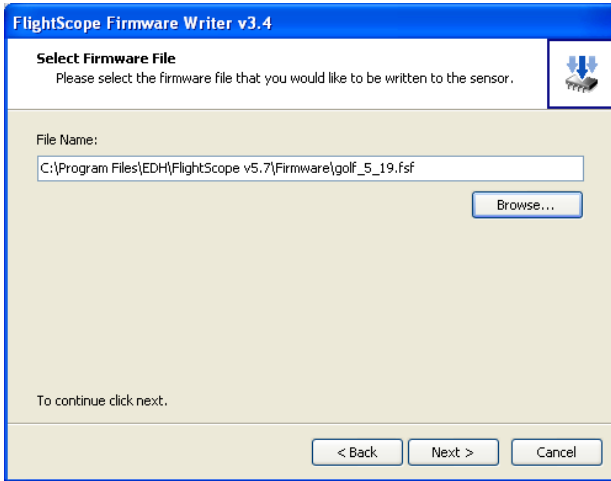 FlightScope Firmware Writer v3.4
Select Firmware File
Please select the firmware file that you would like to be written to the sensor.
File Name:
C:\Program Files\EDH\FlightScope v5.7\Firmware\golf_5_19.fsf
Browse...
To continue click next.
< Back
Next >
Cancel